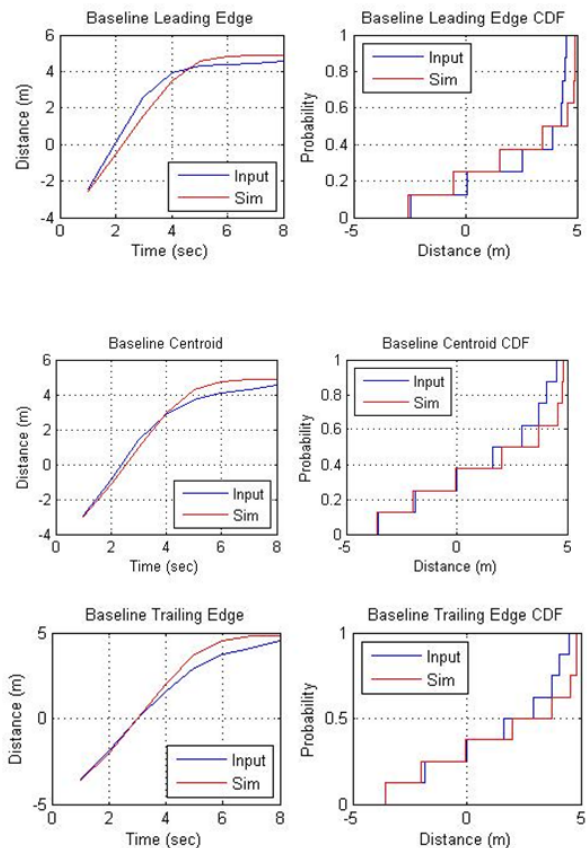 Baseline Leading Edge
6
4
2
0
-2
-4
0 2 4 6 8
Distance (m)
Time (sec)
Input
Sim
Baseline Leading Edge CDF
1
0.8
0.6
0.4
0.2
0
-5 0 5
Probability
Distance (m)
Input
Sim
Baseline Centroid
6
4
2
0
-2
-4
0 2 4 6 8
Distance (m)
Time (sec)
Input
Sim
Baseline Centroid CDF
1
0.8
0.6
0.4
0.2
0
-5 0 5
Probability
Distance (m)
Input
Sim
Baseline Trailing Edge
5
0
-5
0 2 4 6 8
Distance (m)
Time (sec)
Input
Sim
Baseline Trailing Edge CDF
1
0.5
0
-5 0 5
Probability
Distance (m)
Input
Sim